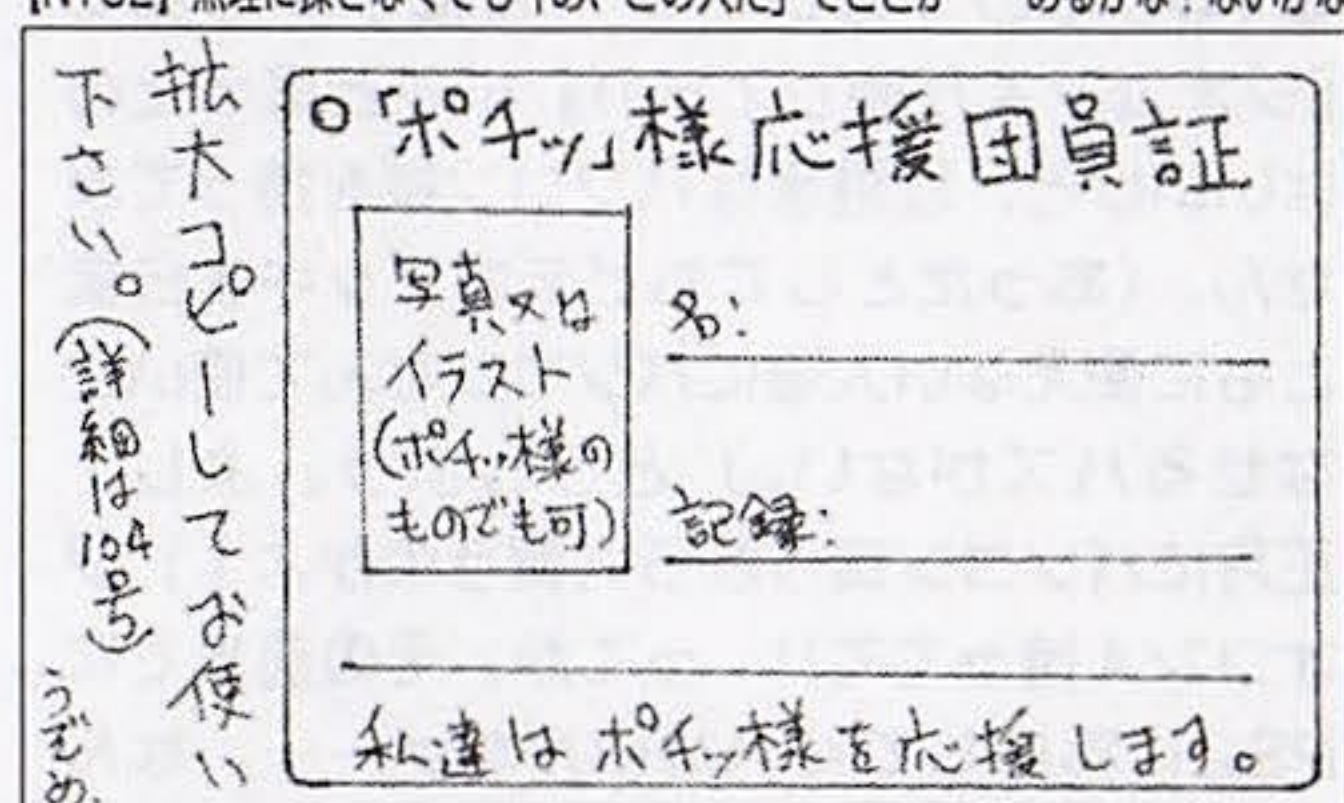 拡大コピーしてお使い
下さい。(詳細は104号)
○「ポチッ」様応援団員証
写真又は
イラスト
(ポチッ様の
ものでも可)
名:
記録:
私達はポチッ様を応援します。